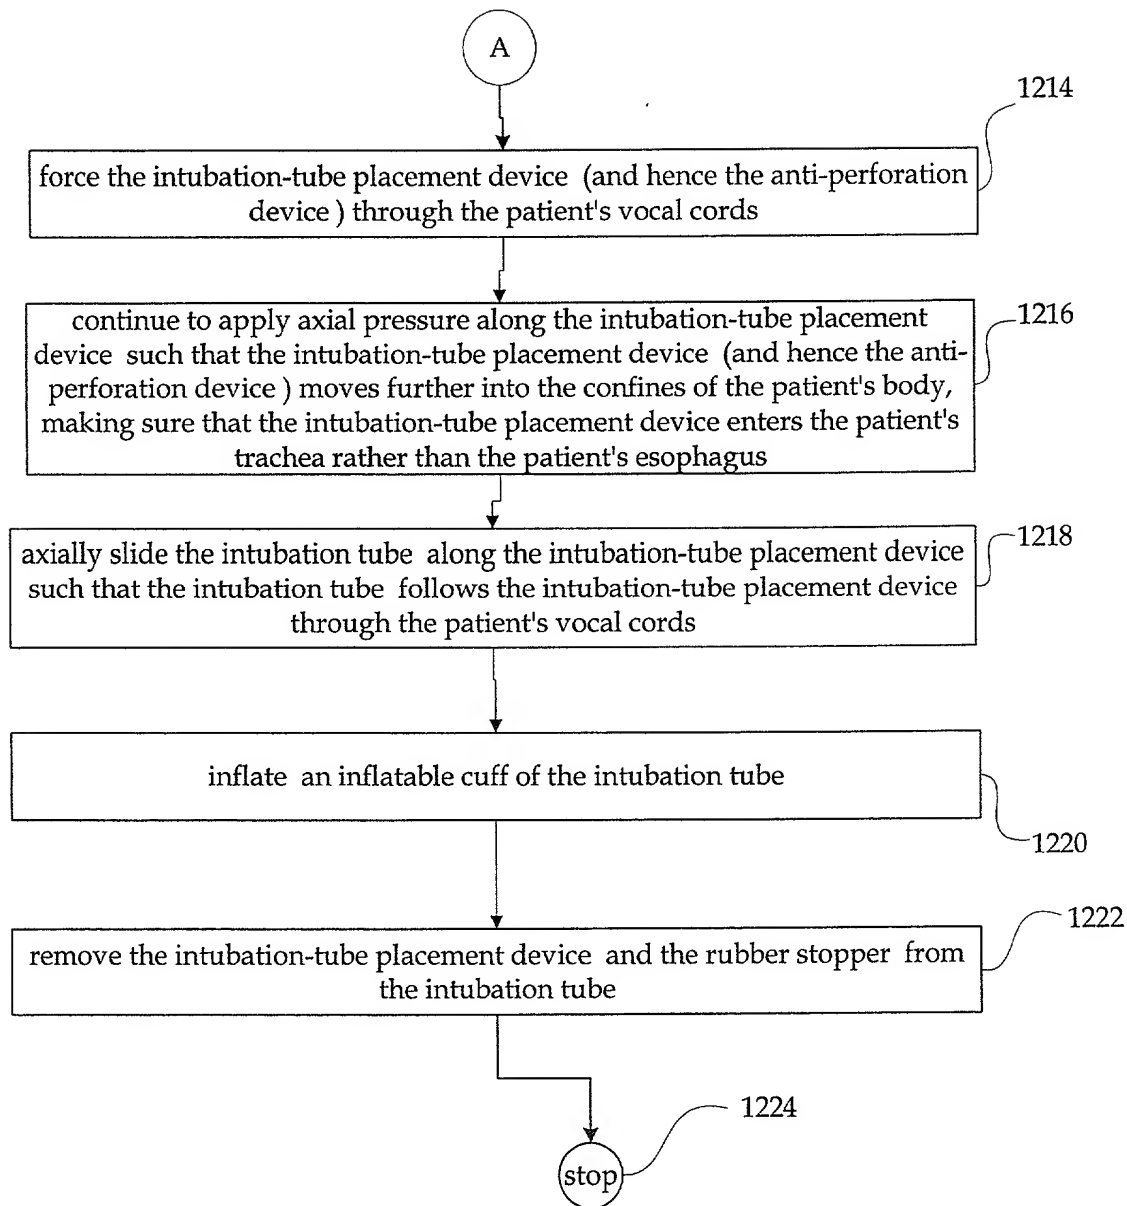 A
1214
force the intubation-tube placement device (and hence the anti-perforation
device ) through the patient's vocal cords
1216
continue to apply axial pressure along the intubation-tube placement
device such that the intubation-tube placement device (and hence the anti-
perforation device ) moves further into the confines of the patient's body,
making sure that the intubation-tube placement device enters the patient's
trachea rather than the patient's esophagus
1218
axially slide the intubation tube along the intubation-tube placement device
such that the intubation tube follows the intubation-tube placement device
through the patient's vocal cords
inflate an inflatable cuff of the intubation tube
1220
1222
remove the intubation-tube placement device and the rubber stopper from
the intubation tube
1224
stop